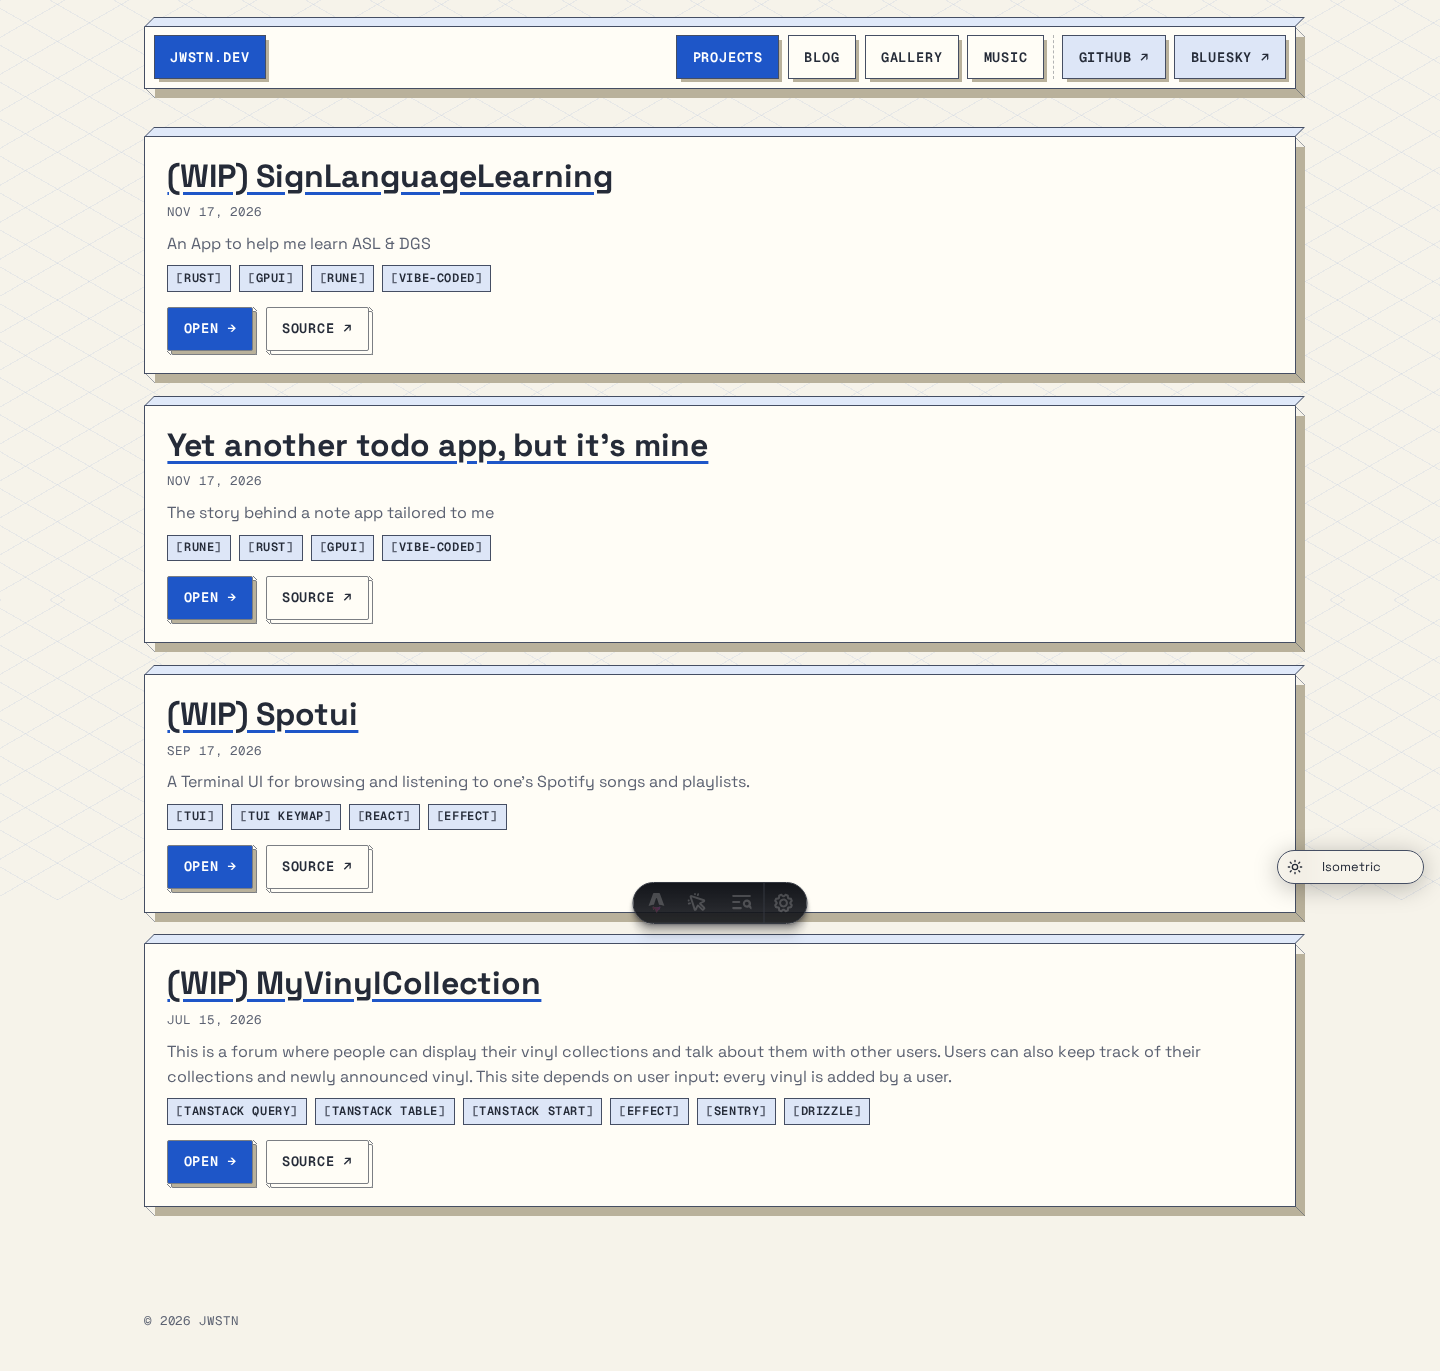 JWSTN.DEV
PROJECTS
BLOG
GALLERY
MUSIC
GITHUB ↗
BLUESKY ↗
(WIP) SignLanguageLearning
NOV 17, 2026
An App to help me learn ASL & DGS
[RUST] [GPUI] [RUNE] [VIBE-CODED]
OPEN →
SOURCE ↗
Yet another todo app, but it’s mine
NOV 17, 2026
The story behind a note app tailored to me
[RUNE] [RUST] [GPUI] [VIBE-CODED]
OPEN →
SOURCE ↗
(WIP) Spotui
SEP 17, 2026
A Terminal UI for browsing and listening to one’s Spotify songs and playlists.
[TUI] [TUI KEYMAP] [REACT] [EFFECT]
OPEN →
SOURCE ↗
Isometric
(WIP) MyVinylCollection
JUL 15, 2026
This is a forum where people can display their vinyl collections and talk about them with other users. Users can also keep track of their
collections and newly announced vinyl. This site depends on user input: every vinyl is added by a user.
[TANSTACK QUERY] [TANSTACK TABLE] [TANSTACK START] [EFFECT] [SENTRY] [DRIZZLE]
OPEN →
SOURCE ↗
© 2026 JWSTN